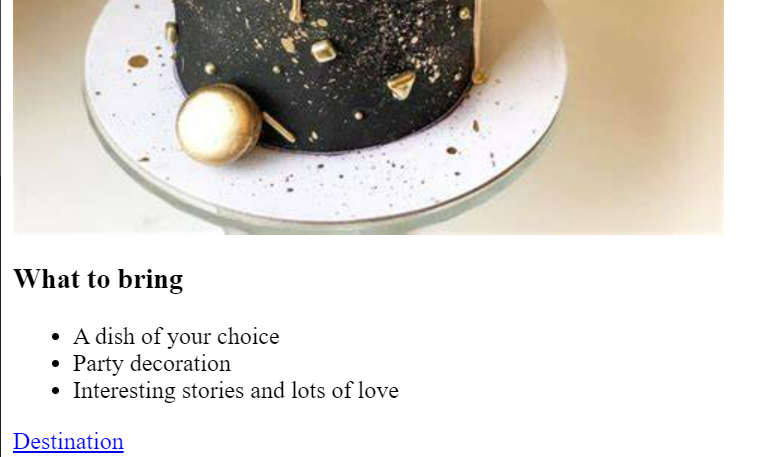 What to bring
A dish of your choice
Party decoration
Interesting stories and lots of love
Destination